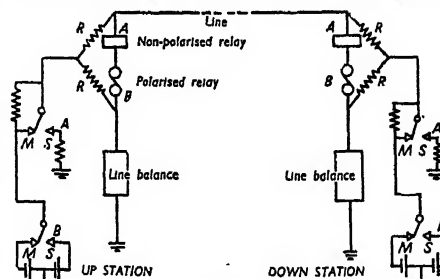 Line
A
A
R
R
Non-polarised relay
Polarised relay
B
B
R
R
A
A
M
S
M
S
Line balance
Line balance
B
B
M
S
M
S
UP STATION
DOWN STATION